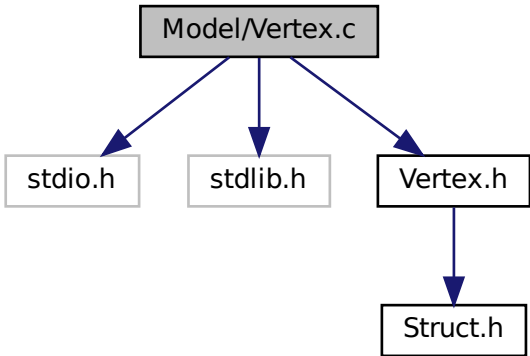 Model/Vertex.c
stdio.h
stdlib.h
Vertex.h
Struct.h